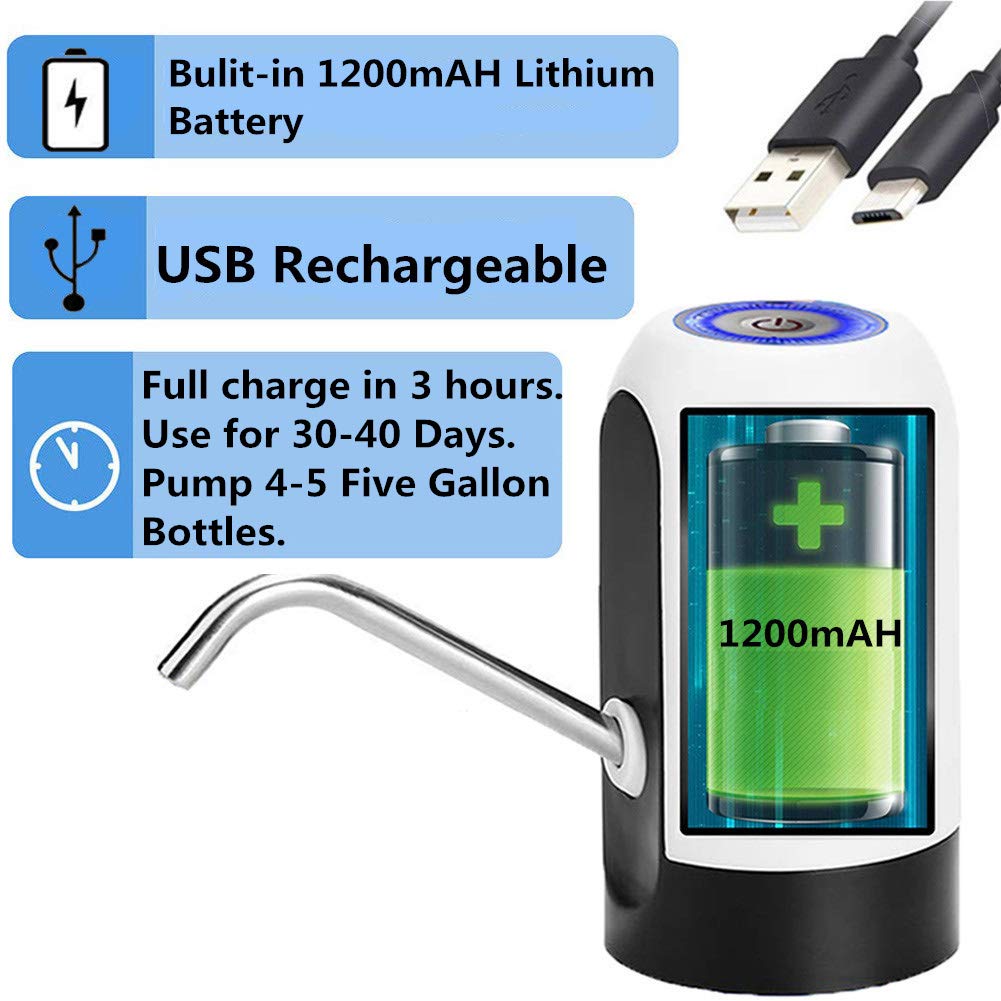 Bulit-in 1200mAH Lithium
Battery
USB Rechargeable
Full charge in 3 hours.
Use for 30-40 Days.
Pump 4-5 Five Gallon
Bottles.
1200mAH